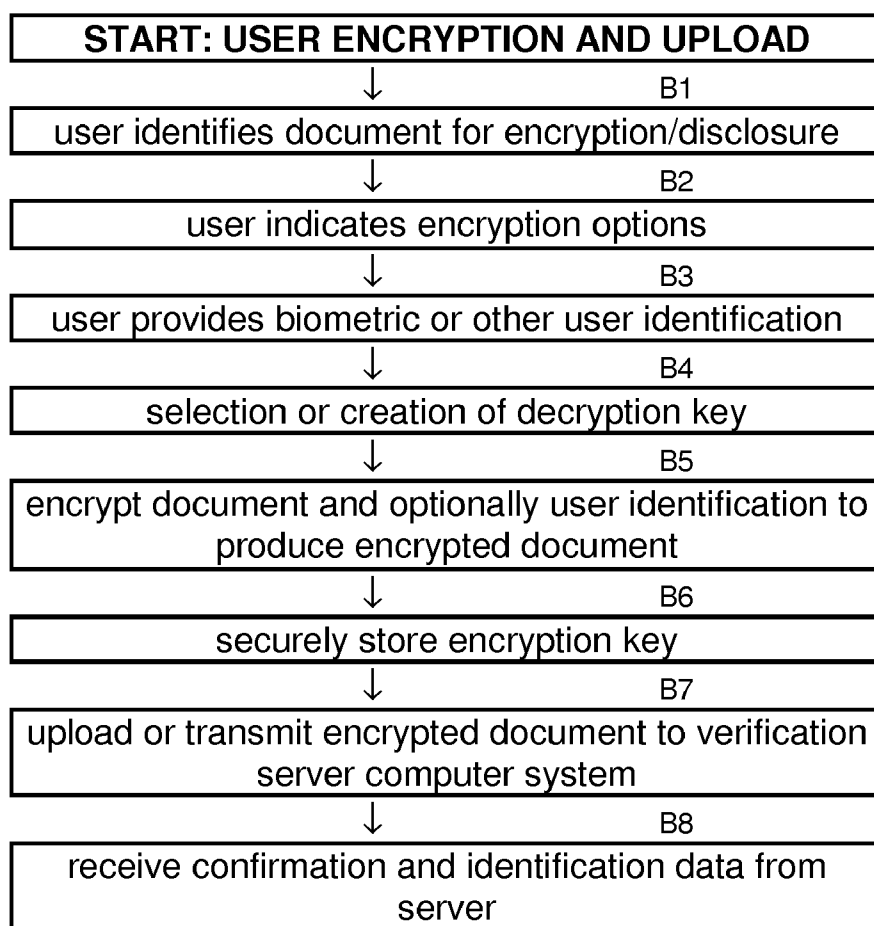 START: USER ENCRYPTION AND UPLOAD
↓ B1
user identifies document for encryption/disclosure
↓ B2
user indicates encryption options
↓ B3
user provides biometric or other user identification
↓ B4
selection or creation of decryption key
↓ B5
encrypt document and optionally user identification to
produce encrypted document
↓ B6
securely store encryption key
↓ B7
upload or transmit encrypted document to verification
server computer system
↓ B8
receive confirmation and identification data from
server